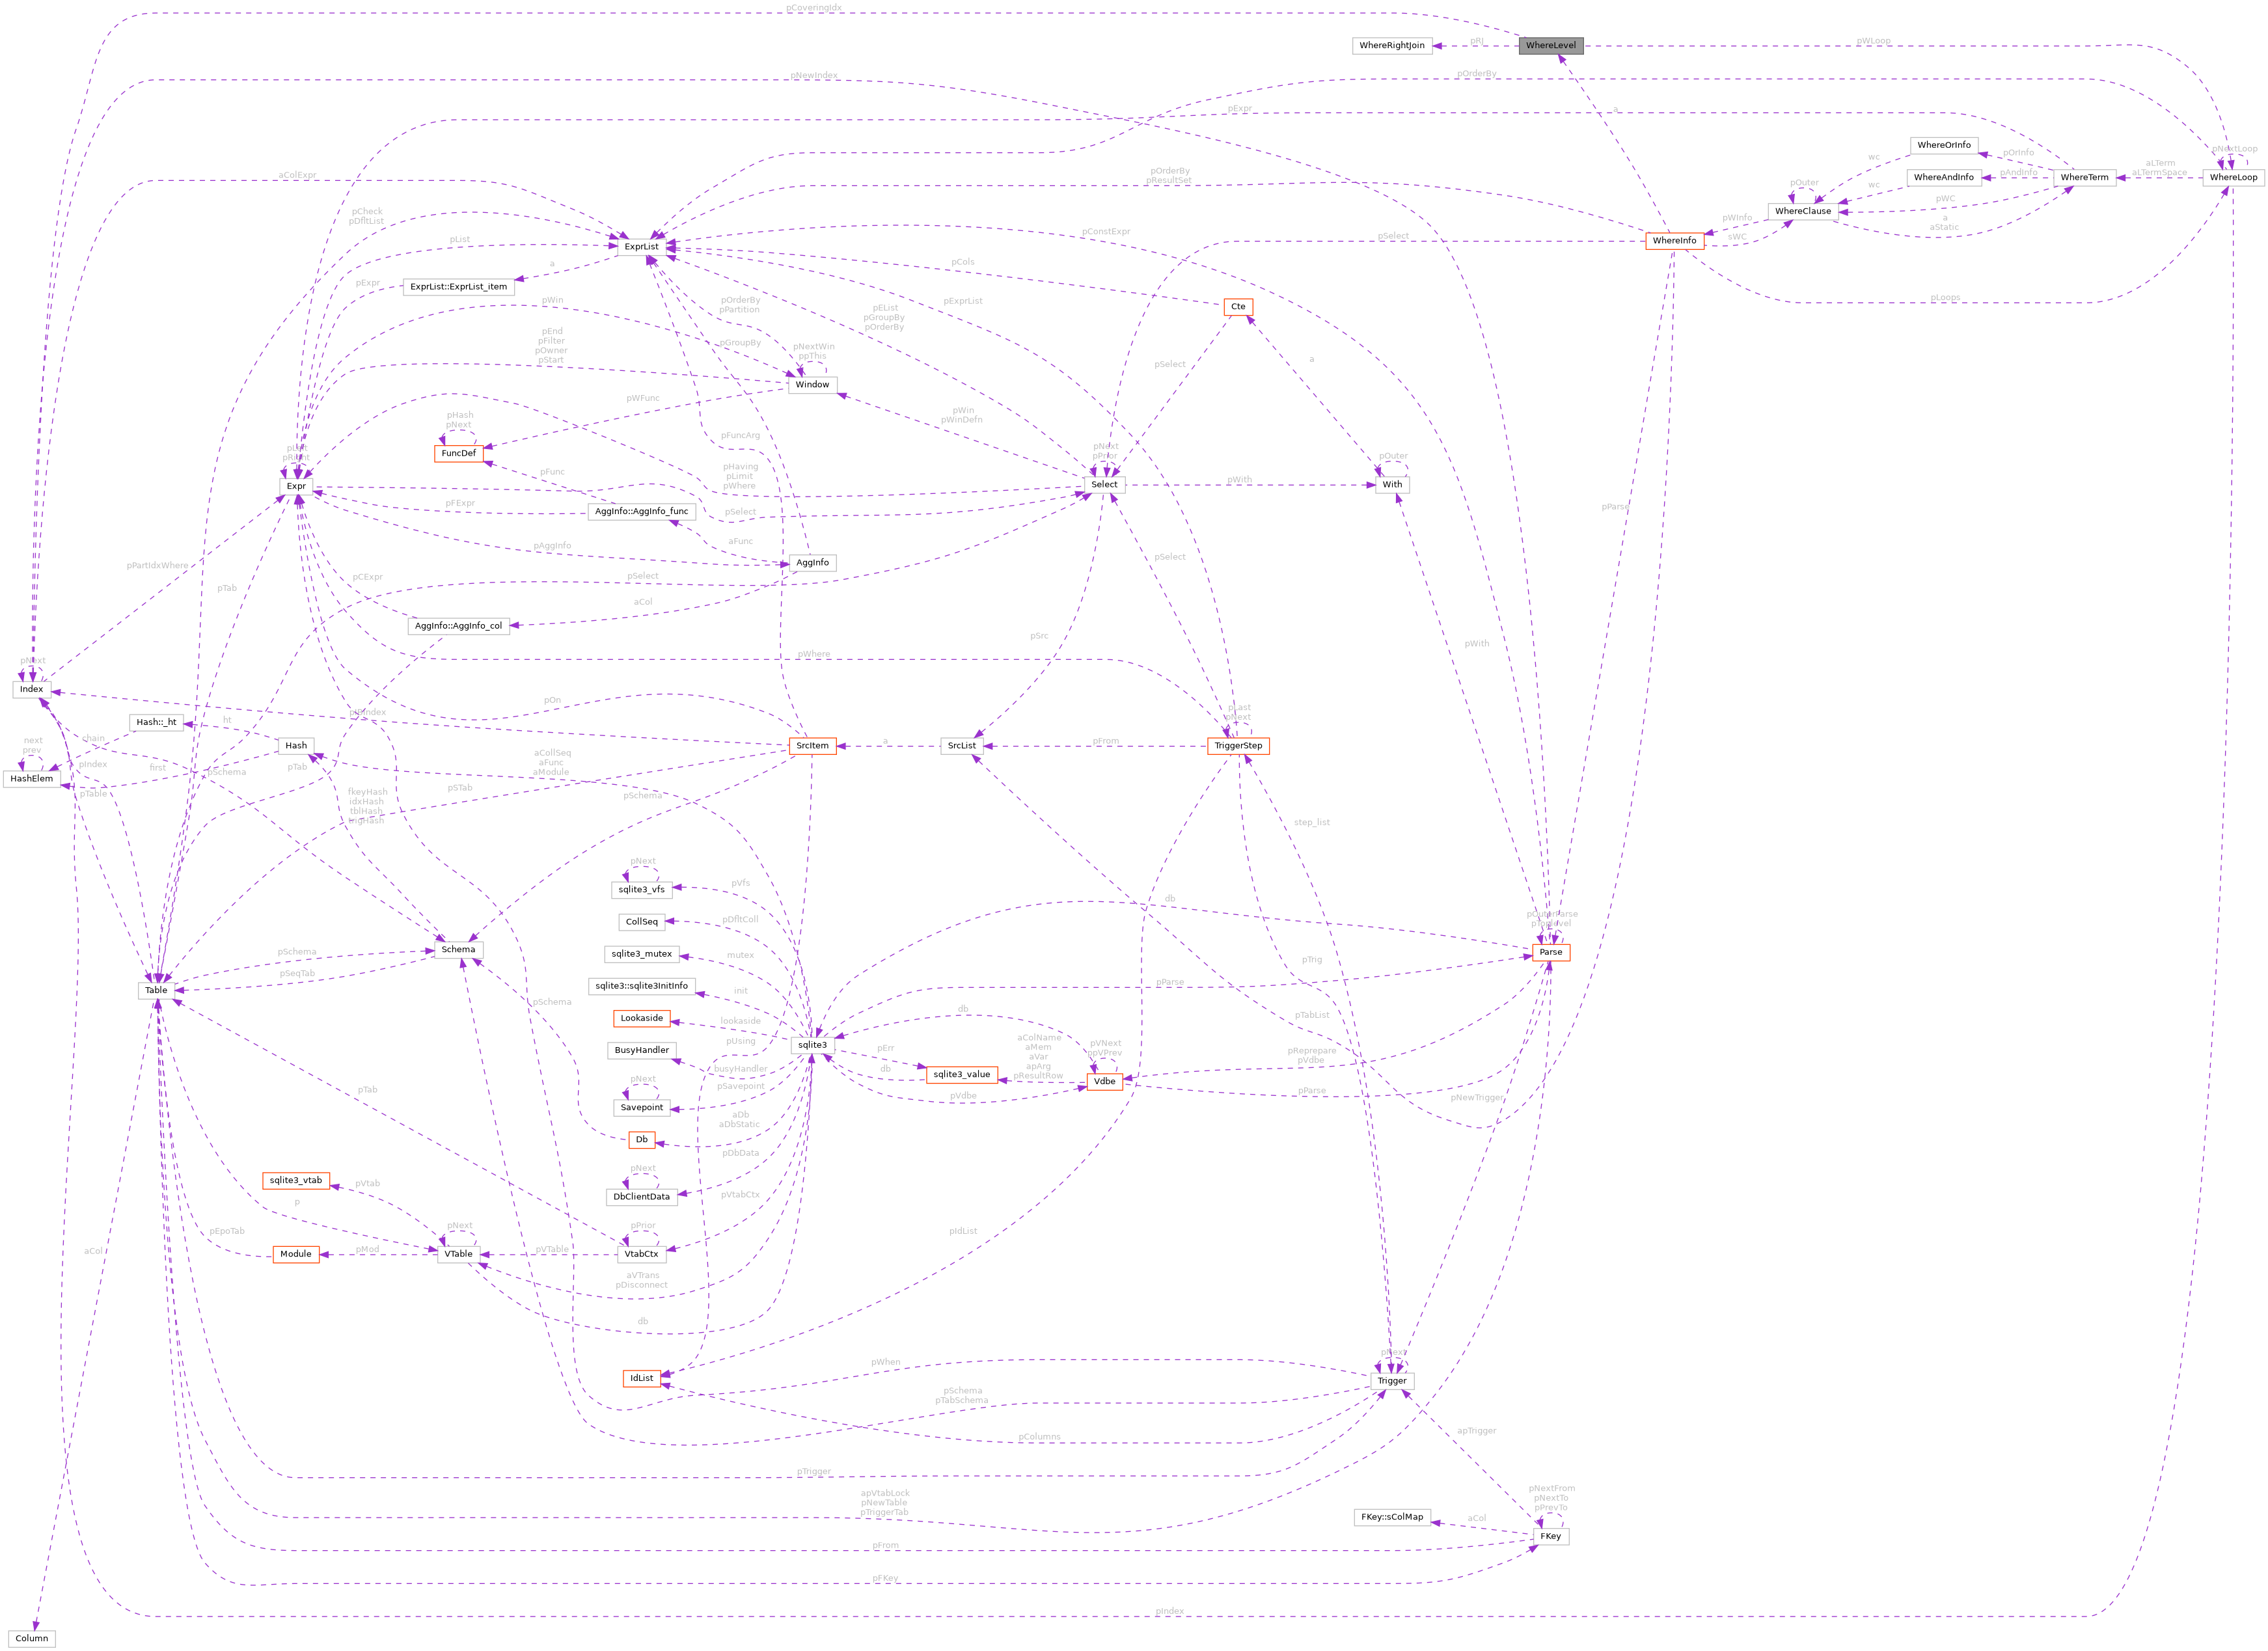 pCoveringIdx
WhereRightJoin
pRJ
WhereLevel
pWLoop
pNewIndex
pOrderBy
pExpr
a
WhereOrInfo
pOrInfo
wc
aLTerm
aLTermSpace
pNextLoop
WhereLoop
WhereAndInfo
pAndInfo
WhereTerm
wc
aColExpr
pOrderBy
pResultSet
pCheck
pDfltList
pOuter
WhereClause
pWC
a
aStatic
pWInfo
sWC
WhereInfo
pList
ExprList
pConstExpr
pSelect
a
pCols
pExpr
ExprList::ExprList_item
pWin
pOrderBy
pPartition
pEList
pGroupBy
pOrderBy
pExprList
Cte
pLoops
pEnd
pFilter
pOwner
pStart
pGroupBy
pNextWin
ppThis
Window
pSelect
a
pWFunc
pHash
pNext
FuncDef
pWin
pWinDefn
pFuncArg
pLeft
pRight
Expr
pFunc
pHaving
pLimit
pWhere
pNext
pPrior
Select
pWith
pOuter
With
pFExpr
AggInfo::AggInfo_func
pSelect
pParse
pAggInfo
aFunc
AggInfo
pPartIdxWhere
pCExpr
pSelect
pSelect
pTab
aCol
AggInfo::AggInfo_col
pSrc
pWith
pWhere
pNext
Index
pOn
pIBIndex
pLast
pNext
Hash::_ht
ht
Hash
SrcItem
a
SrcList
pFrom
TriggerStep
next
prev
HashElem
chain
first
pIndex
pSchema
pTab
aCollSeq
aFunc
aModule
pTable
fkeyHash
idxHash
tblHash
trigHash
pSTab
pSchema
step_list
pNext
sqlite3_vfs
pVfs
db
CollSeq
pDfltColl
pOuterParse
pToplevel
Parse
sqlite3_mutex
mutex
Schema
pSchema
pSeqTab
Table
sqlite3::sqlite3InitInfo
init
pSchema
pTrig
pParse
Lookaside
lookaside
db
pTabList
BusyHandler
pUsing
sqlite3
pErr
aColName
aMem
aVar
apArg
pResultRow
pVNext
ppVPrev
pReprepare
pVdbe
busyHandler
db
sqlite3_value
Vdbe
pNext
Savepoint
pSavepoint
pVdbe
pParse
pTab
pNewTrigger
aDb
aDbStatic
Db
pDbData
pNext
DbClientData
sqlite3_vtab
pVtab
pVtabCtx
p
pEpoTab
Module
pMod
pNext
VTable
pVTable
pPrior
VtabCtx
pIdList
aCol
aVTrans
pDisconnect
db
pNext
Trigger
IdList
pWhen
pSchema
pTabSchema
pColumns
apTrigger
pTrigger
apVtabLock
pNewTable
pTriggerTab
pNextFrom
pNextTo
pPrevTo
FKey::sColMap
aCol
FKey
pFrom
pFKey
pIndex
Column